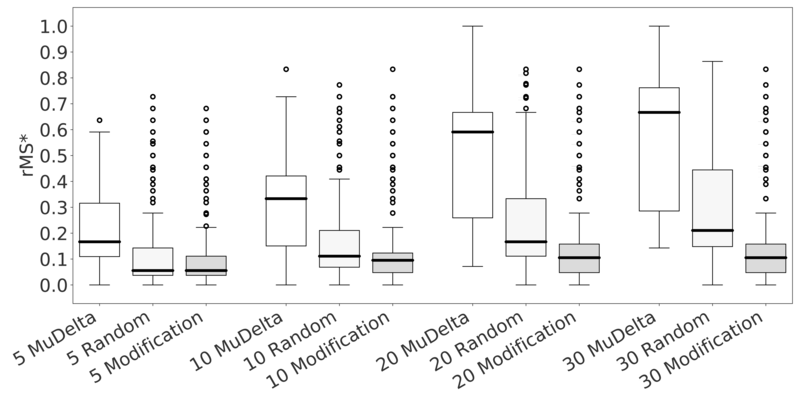 rMS*
1.0
0.9
0.8
0.7
0.6
0.5
0.4
0.3
0.2
0.1
0.0
5 MuDelta
5 Random
5 Modification
10 MuDelta
10 Random
10 Modification
20 MuDelta
20 Random
20 Modification
30 MuDelta
30 Random
30 Modification